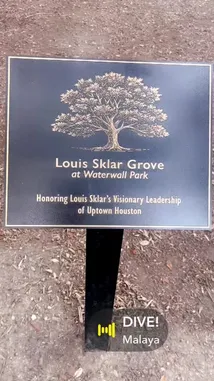 Louis Sklar Grove
at Waterwall Park
Honoring Louis Sklar's Visionary Leadership
of Uptown Houston
DIVE!
Malaya